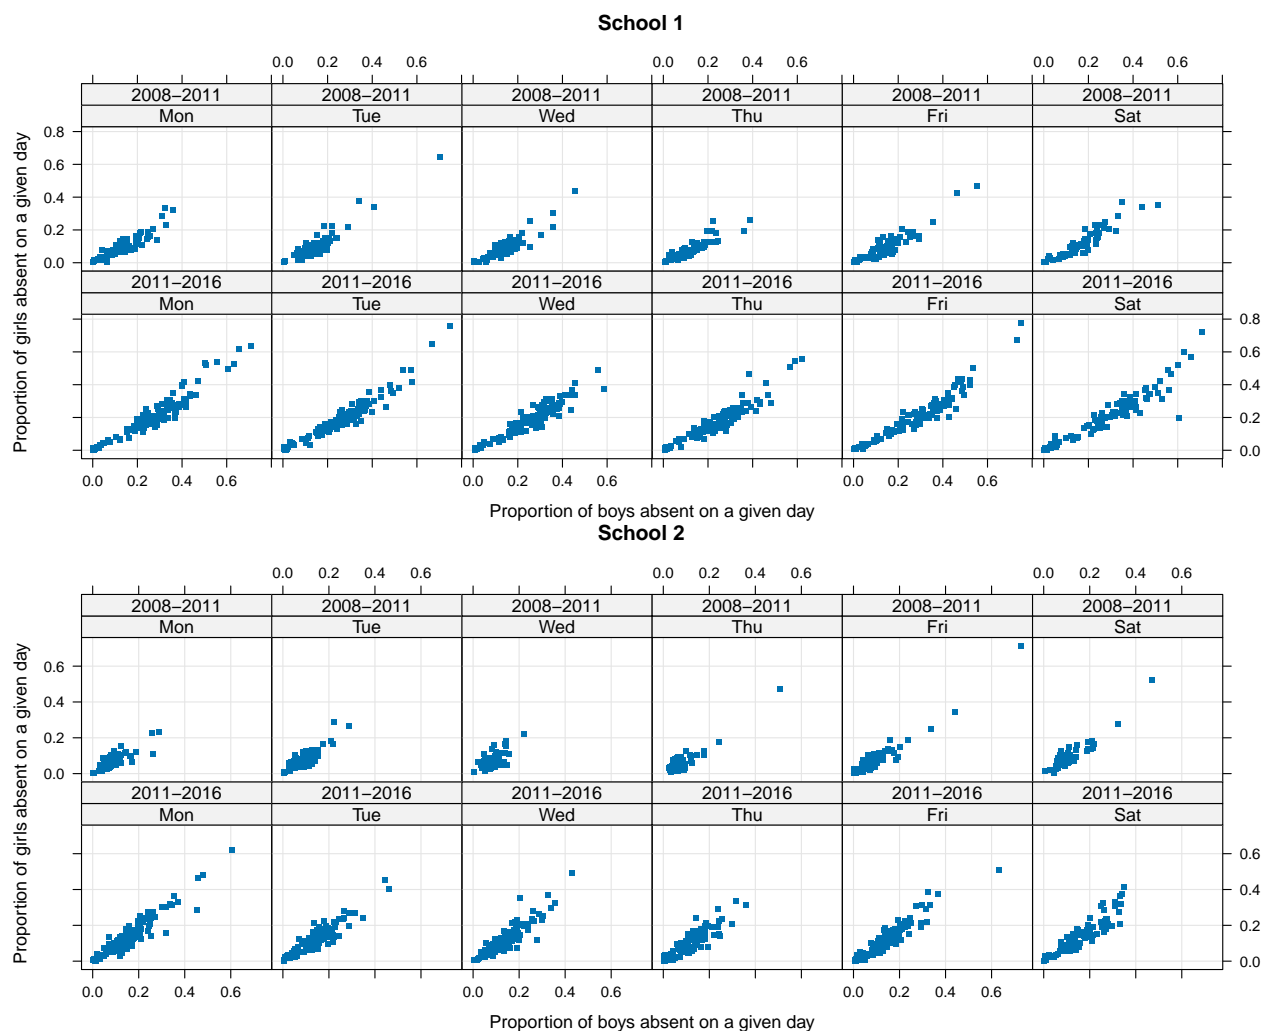 School 1
0.0 0.2 0.4 0.6 0.0 0.2 0.4 0.6 0.0 0.2 0.4 0.6
2008–2011 2008–2011 2008–2011 2008–2011 2008–2011 2008–2011
Mon Tue Wed Thu Fri Sat
Proportion of girls absent on a given day
0.8
0.6
0.4
0.2
0.0
2011–2016 2011–2016 2011–2016 2011–2016 2011–2016 2011–2016
Mon Tue Wed Thu Fri Sat
0.8
0.6
0.4
0.2
0.0
0.0 0.2 0.4 0.6 0.0 0.2 0.4 0.6 0.0 0.2 0.4 0.6
Proportion of boys absent on a given day
School 2
0.0 0.2 0.4 0.6 0.0 0.2 0.4 0.6 0.0 0.2 0.4 0.6
2008–2011 2008–2011 2008–2011 2008–2011 2008–2011 2008–2011
Mon Tue Wed Thu Fri Sat
Proportion of girls absent on a given day
0.6
0.4
0.2
0.0
2011–2016 2011–2016 2011–2016 2011–2016 2011–2016 2011–2016
Mon Tue Wed Thu Fri Sat
0.6
0.4
0.2
0.0
0.0 0.2 0.4 0.6 0.0 0.2 0.4 0.6 0.0 0.2 0.4 0.6
Proportion of boys absent on a given day